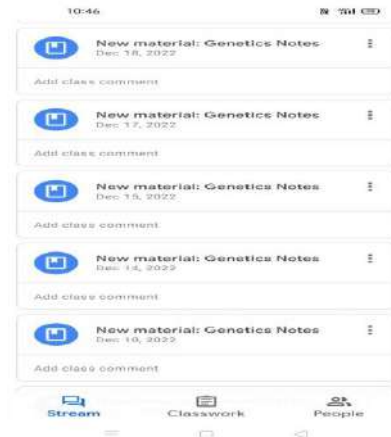 10:46
New material: Genetics Notes
Dec 18, 2022
Add class comment
New material: Genetics Notes
Dec 17, 2022
Add class comment
New material: Genetics Notes
Dec 15, 2022
Add class comment
New material: Genetics Notes
Dec 14, 2022
Add class comment
New material: Genetics Notes
Dec 10, 2022
Add class comment
Stream Classwork People